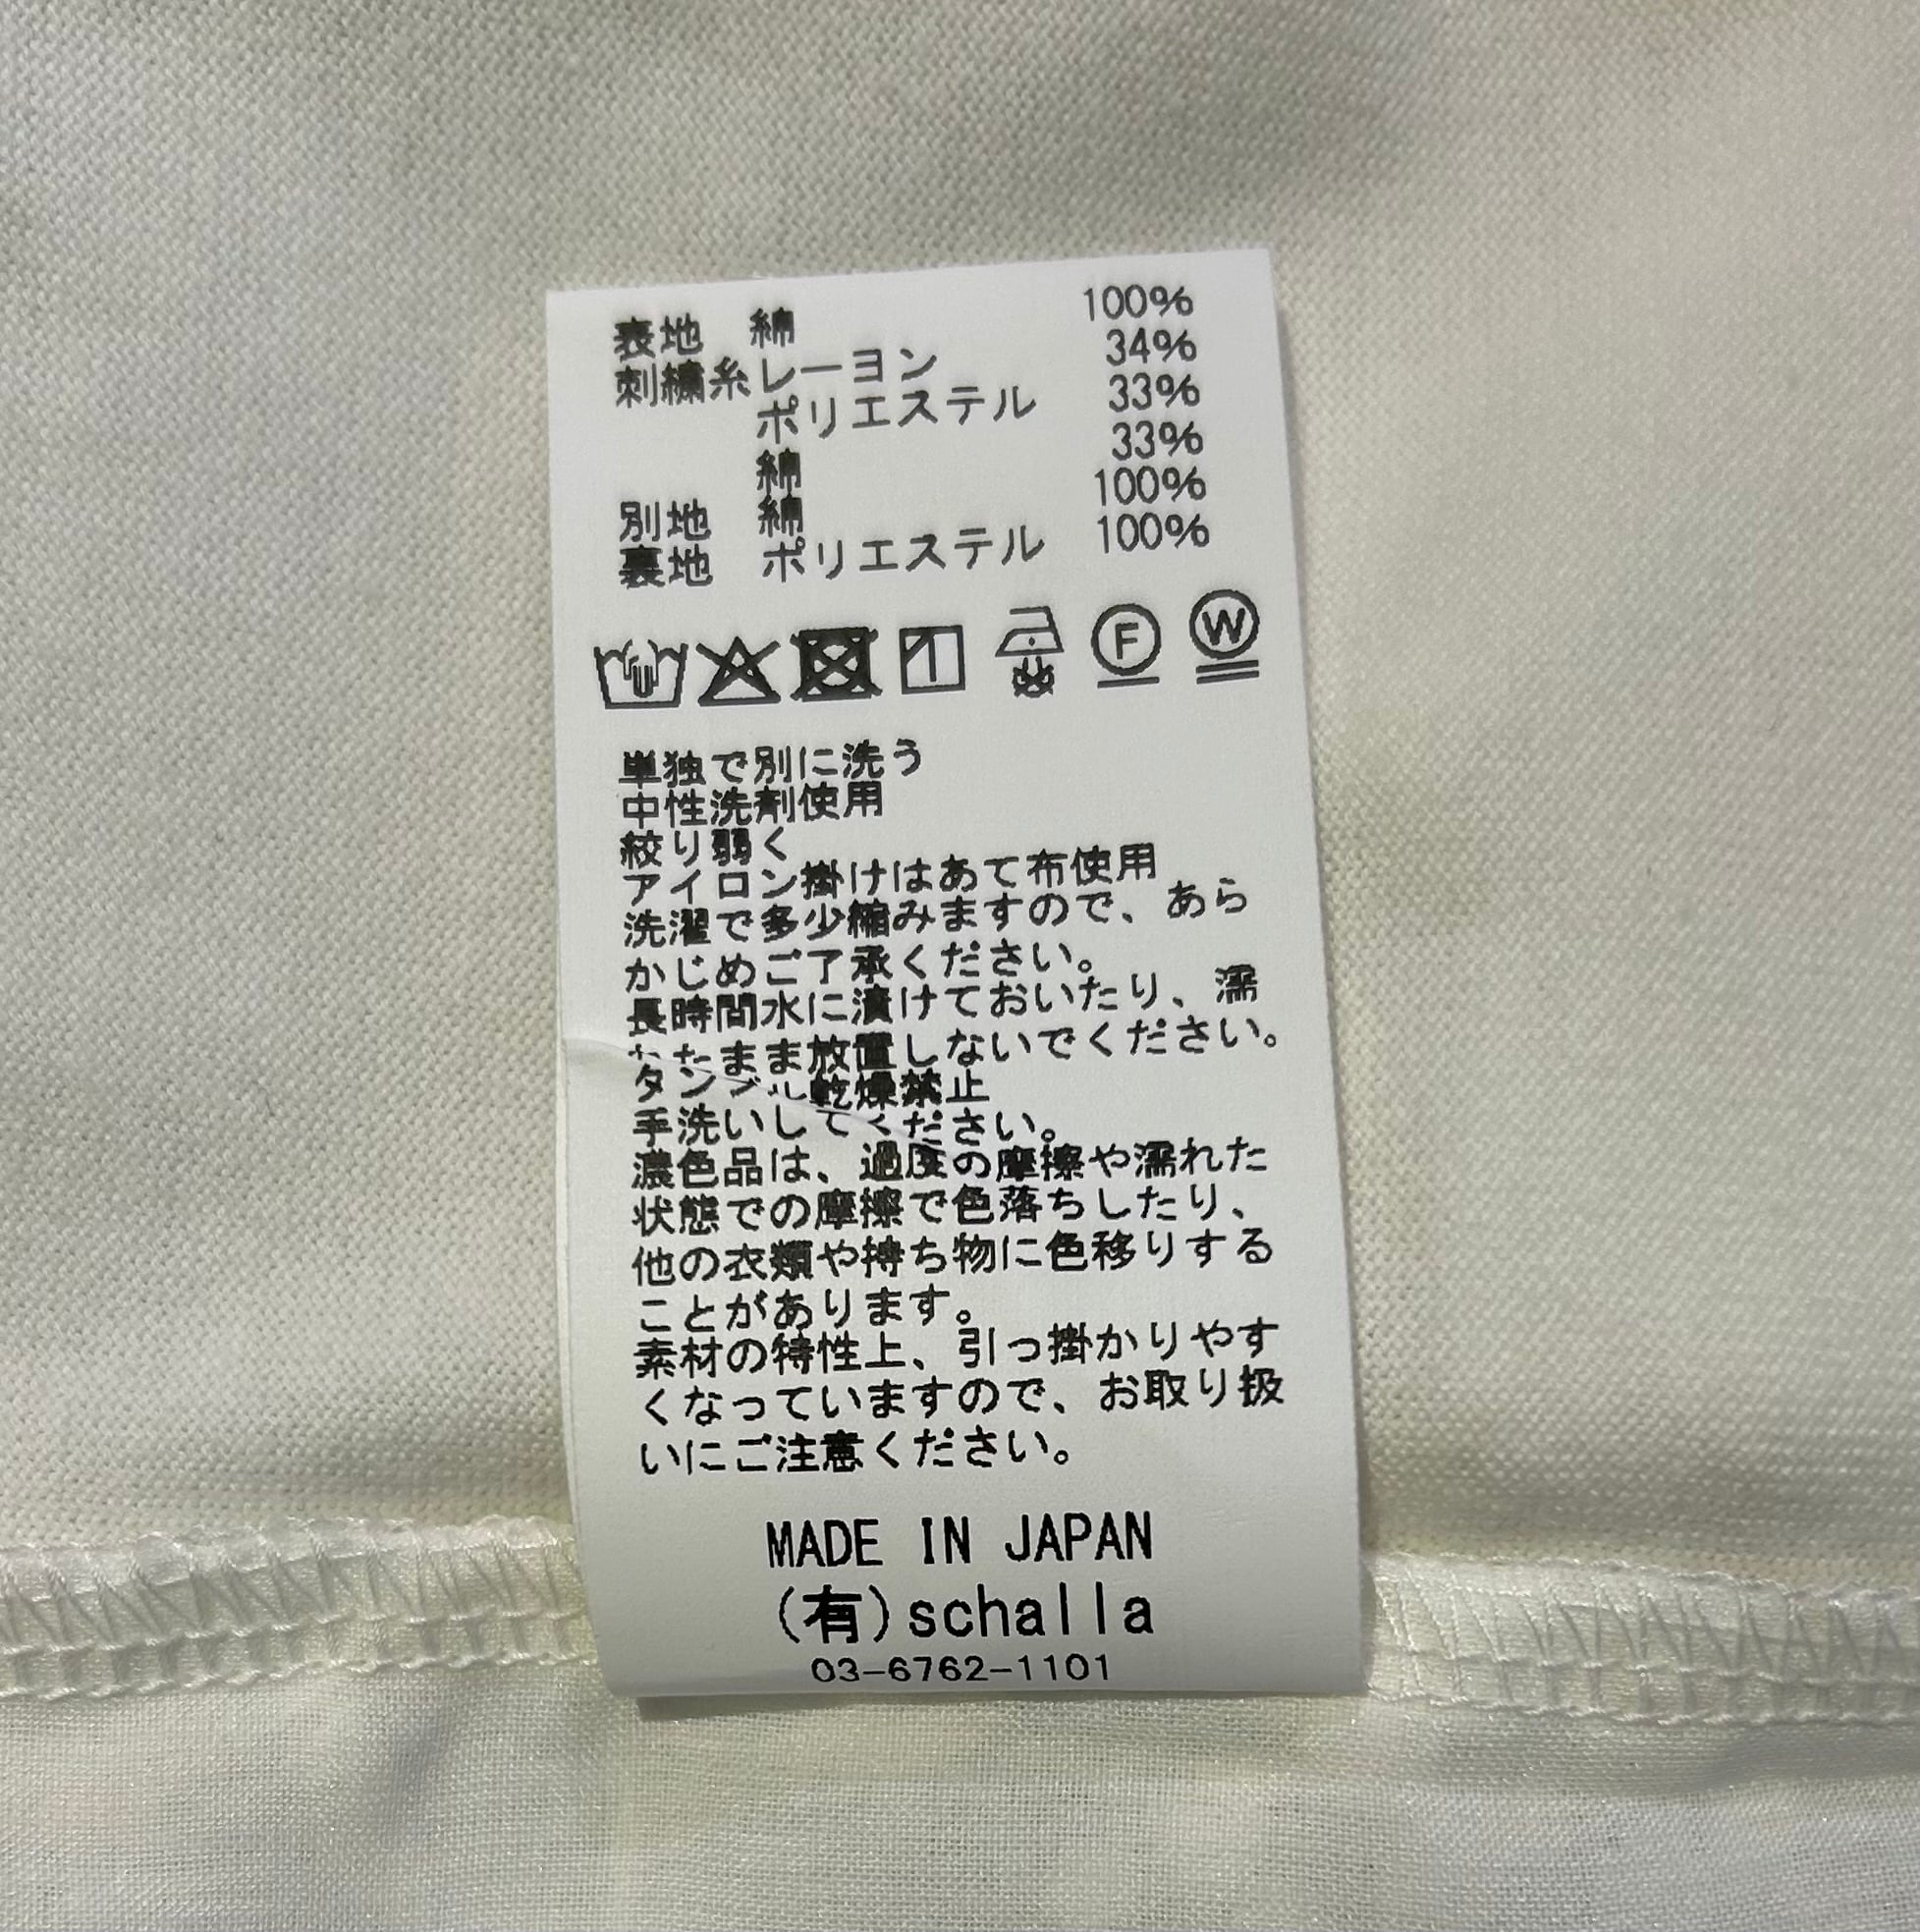 表地 綿 100%
刺繍糸 レーヨン 34%
ポリエステル 33%
綿 33%
別地 綿 100%
裏地 ポリエステル 100%
F W
単独で別に洗う
中性洗剤使用
絞り弱く
アイロン掛けはあて布使用
洗濯で多少縮みますので、あら
かじめご了承ください。
長時間水に漬けておいたり、濡
れたまま放置しないでください。
タンブル乾燥禁止
手洗いしてください。
濃色品は、過度の摩擦や濡れた
状態での摩擦で色落ちしたり、
他の衣類や持ち物に色移りする
ことがあります。
素材の特性上、引っ掛かりやす
くなっていますので、お取り扱
いにご注意ください。
MADE IN JAPAN
(有)schalla
03-6762-1101